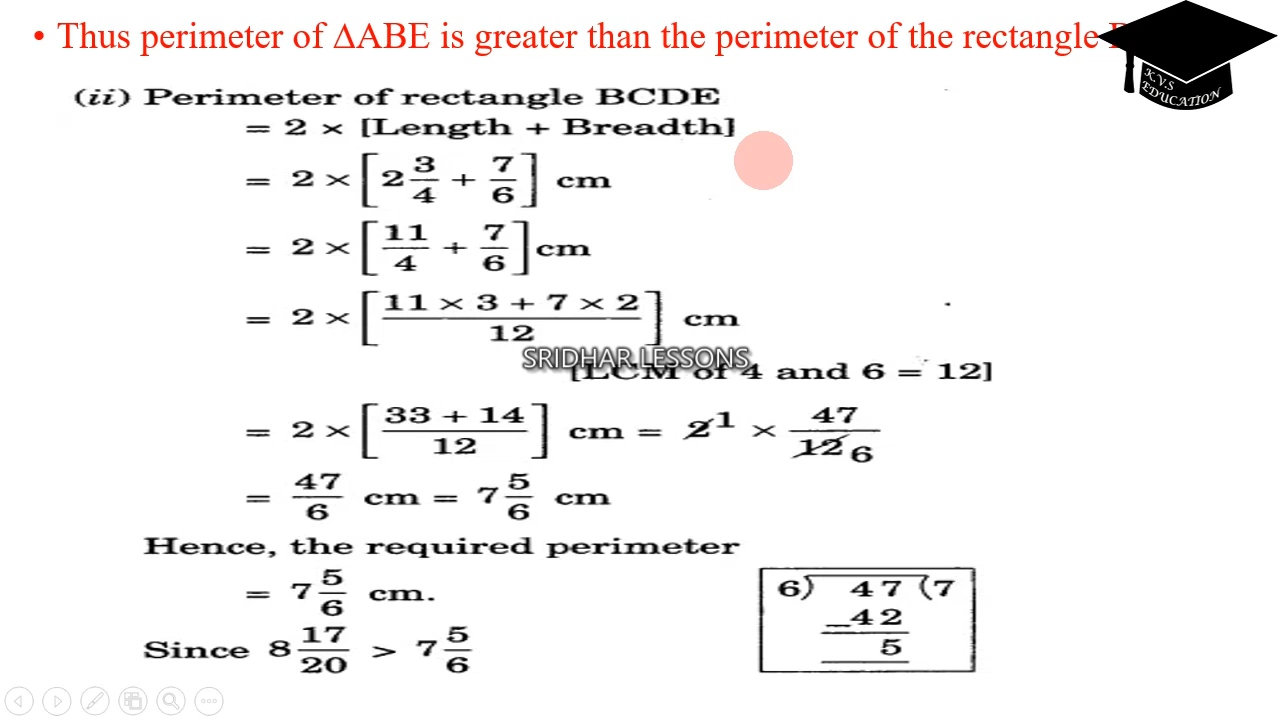 • Thus perimeter of ΔABE is greater than the perimeter of the rectangle
K.V.S
EDUCATION
(ii) Perimeter of rectangle BCDE
= 2 × [Length + Breadth]
= 2 × [2 3/4 + 7/6] cm
= 2 × [11/4 + 7/6] cm
= 2 × [(11 × 3 + 7 × 2)/12] cm
SRIDHAR LESSONS
[LCM of 4 and 6 = 12]
= 2 × [(33 + 14)/12] cm = 2 1 × 47/12 6
= 47/6 cm = 7 5/6 cm
Hence, the required perimeter
= 7 5/6 cm.
Since 8 17/20 > 7 5/6
6) 47 (7
−42
5